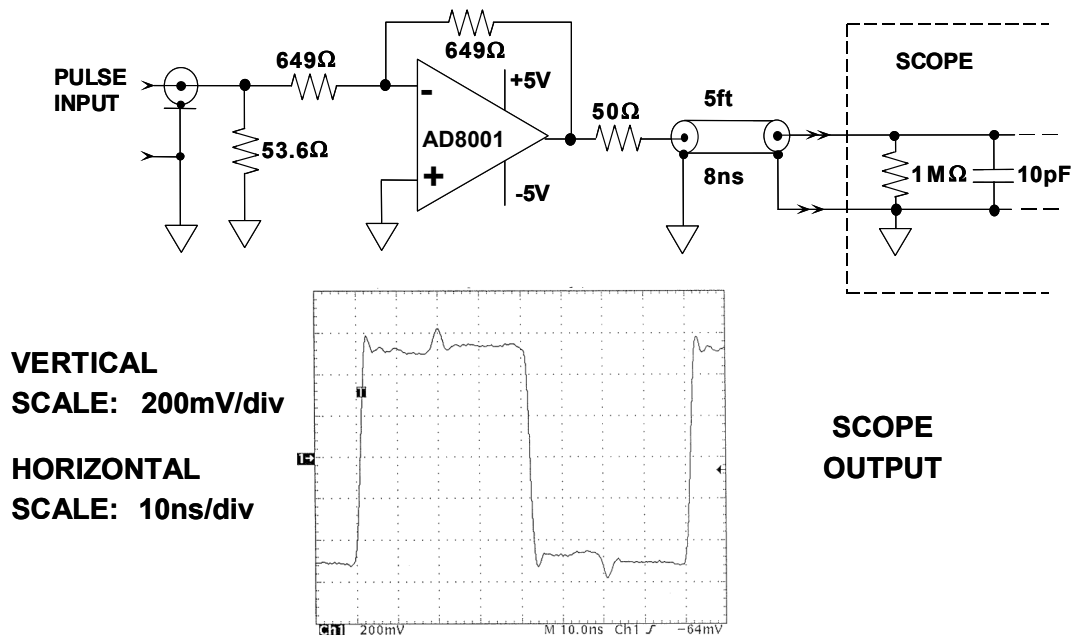 PULSE
INPUT
649Ω
53.6Ω
649Ω
-
+
AD8001
+5V
-5V
50Ω
5ft
8ns
SCOPE
1MΩ
10pF
VERTICAL
SCALE: 200mV/div
HORIZONTAL
SCALE: 10ns/div
T
1→
Ch1 200mV M 10.0ns Ch1 ∫ -64mV
SCOPE
OUTPUT